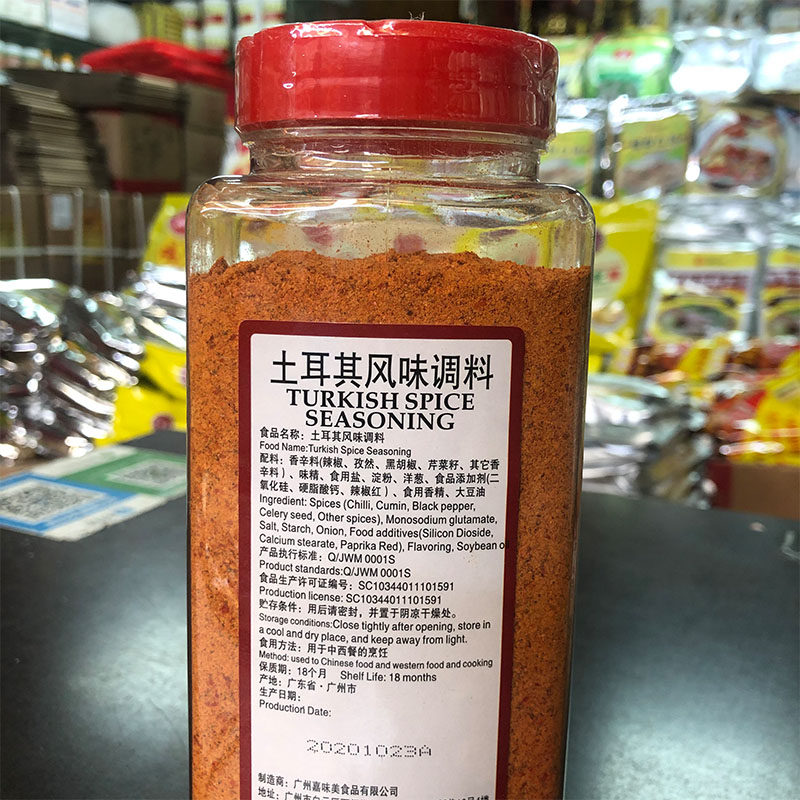 土耳其风味调料
TURKISH SPICE
SEASONING
食品名称：土耳其风味调料
Food Name:Turkish Spice Seasoning
配料：香辛料(辣椒、孜然、黑胡椒、芹菜籽、其它香
辛料)、味精、食用盐、淀粉、洋葱、食品添加剂(二
氧化硅、硬脂酸钙、辣椒红）、食用香精、大豆油
Ingredient: Spices (Chilli, Cumin, Black pepper,
Celery seed, Other spices), Monosodium glutamate,
Salt, Starch, Onion, Food additives(Silicon Dioside,
Calcium stearate, Paprika Red), Flavoring, Soybean oil
产品执行标准：Q/JWM 0001S
Product standards:Q/JWM 0001S
食品生产许可证编号：SC10344011101591
Production license: SC10344011101591
贮存条件：用后请密封，并置于阴凉干燥处。
Storage conditions:Close tightly after opening, store in
a cool and dry place, and keep away from light.
食用方法：用于中西餐的烹饪
Method: used to Chinese food and western food and cooking
保质期：18个月 Shelf Life: 18 months
产地：广东省·广州市
生产日期：
Production Date:
20201023A
制造商：广州嘉味美食品有限公司
地址：广州市白云区